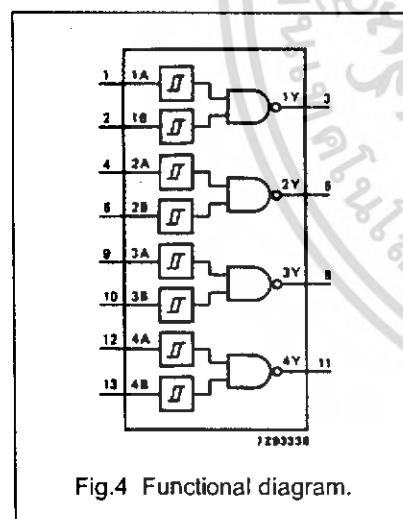 1 1A 1Y 3
2 1B
4 2A 2Y 6
5 2B
9 3A 3Y 8
10 3B
12 4A 4Y 11
13 4B
7293338
Fig.4 Functional diagram.